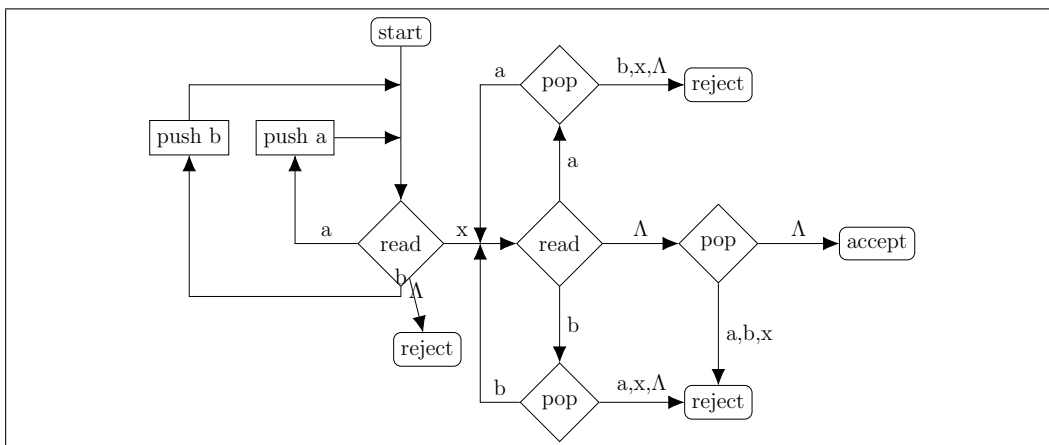 start
a
pop
b,x,Λ
reject
push b
push a
a
a
read
x
read
Λ
pop
Λ
accept
b
Λ
b
a,b,x
reject
b
pop
a,x,Λ
reject